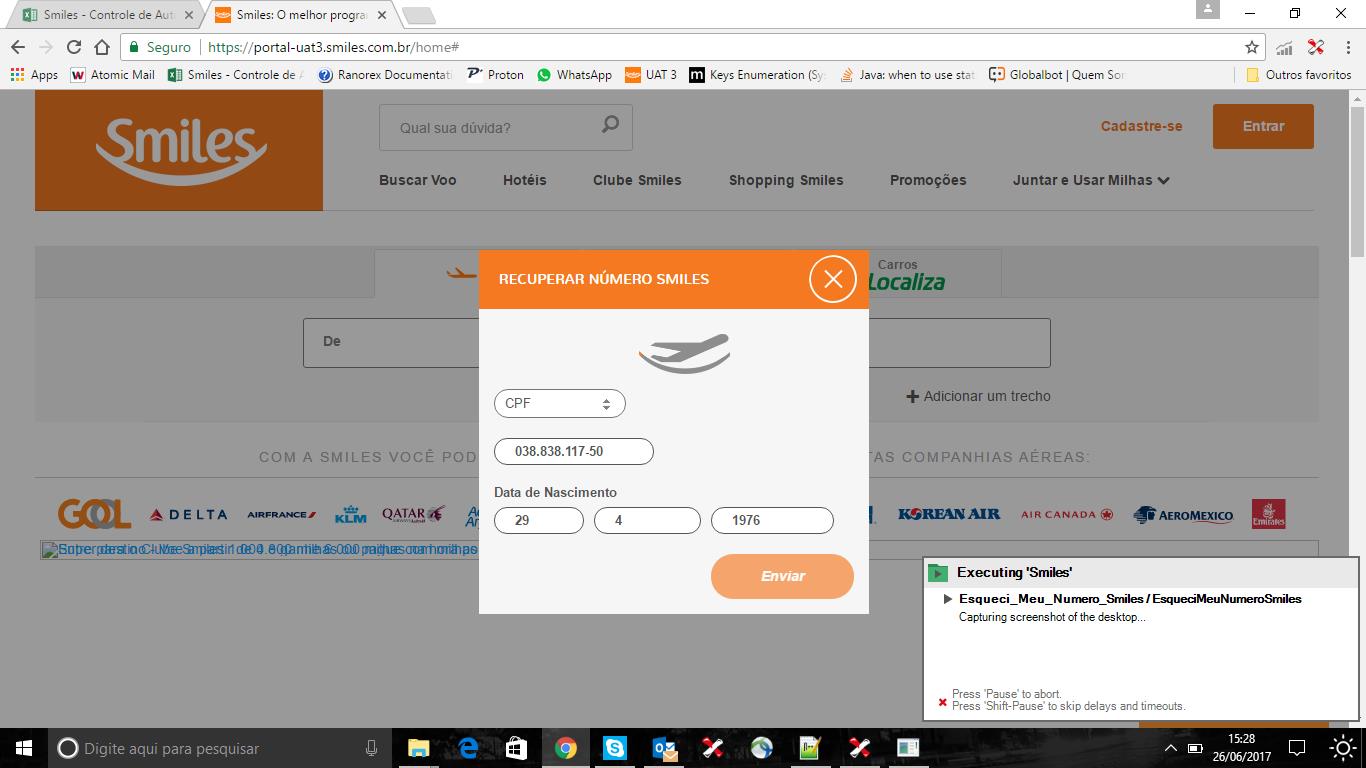 Smiles - Controle de Aut
Smiles: O melhor progra
Seguro
https://portal-uat3.smiles.com.br/home#
Apps
Atomic Mail
Smiles - Controle de A
Ranorex Documentati
Proton
WhatsApp
UAT 3
Keys Enumeration (Sy
Java: when to use stat
Globalbot | Quem Som
Outros favoritos
Smiles
Qual sua dúvida?
Cadastre-se
Entrar
Buscar Voo
Hotéis
Clube Smiles
Shopping Smiles
Promoções
Juntar e Usar Milhas
Carros
Localiza
RECUPERAR NÚMERO SMILES
De
CPF
Adicionar um trecho
038.838.117-50
COM A SMILES VOCÊ POD
TAS COMPANHIAS AÉREAS:
Data de Nascimento
29
4
1976
GOL
DELTA
AIRFRANCE
KLM
QATAR
KOREAN AIR
AIR CANADA
AEROMEXICO
Emirates
Enviar
Executing 'Smiles'
Esqueci_Meu_Numero_Smiles / EsqueciMeuNumeroSmiles
Capturing screenshot of the desktop...
Press 'Pause' to abort.
Press 'Shift-Pause' to skip delays and timeouts.
Digite aqui para pesquisar
15:28
26/06/2017